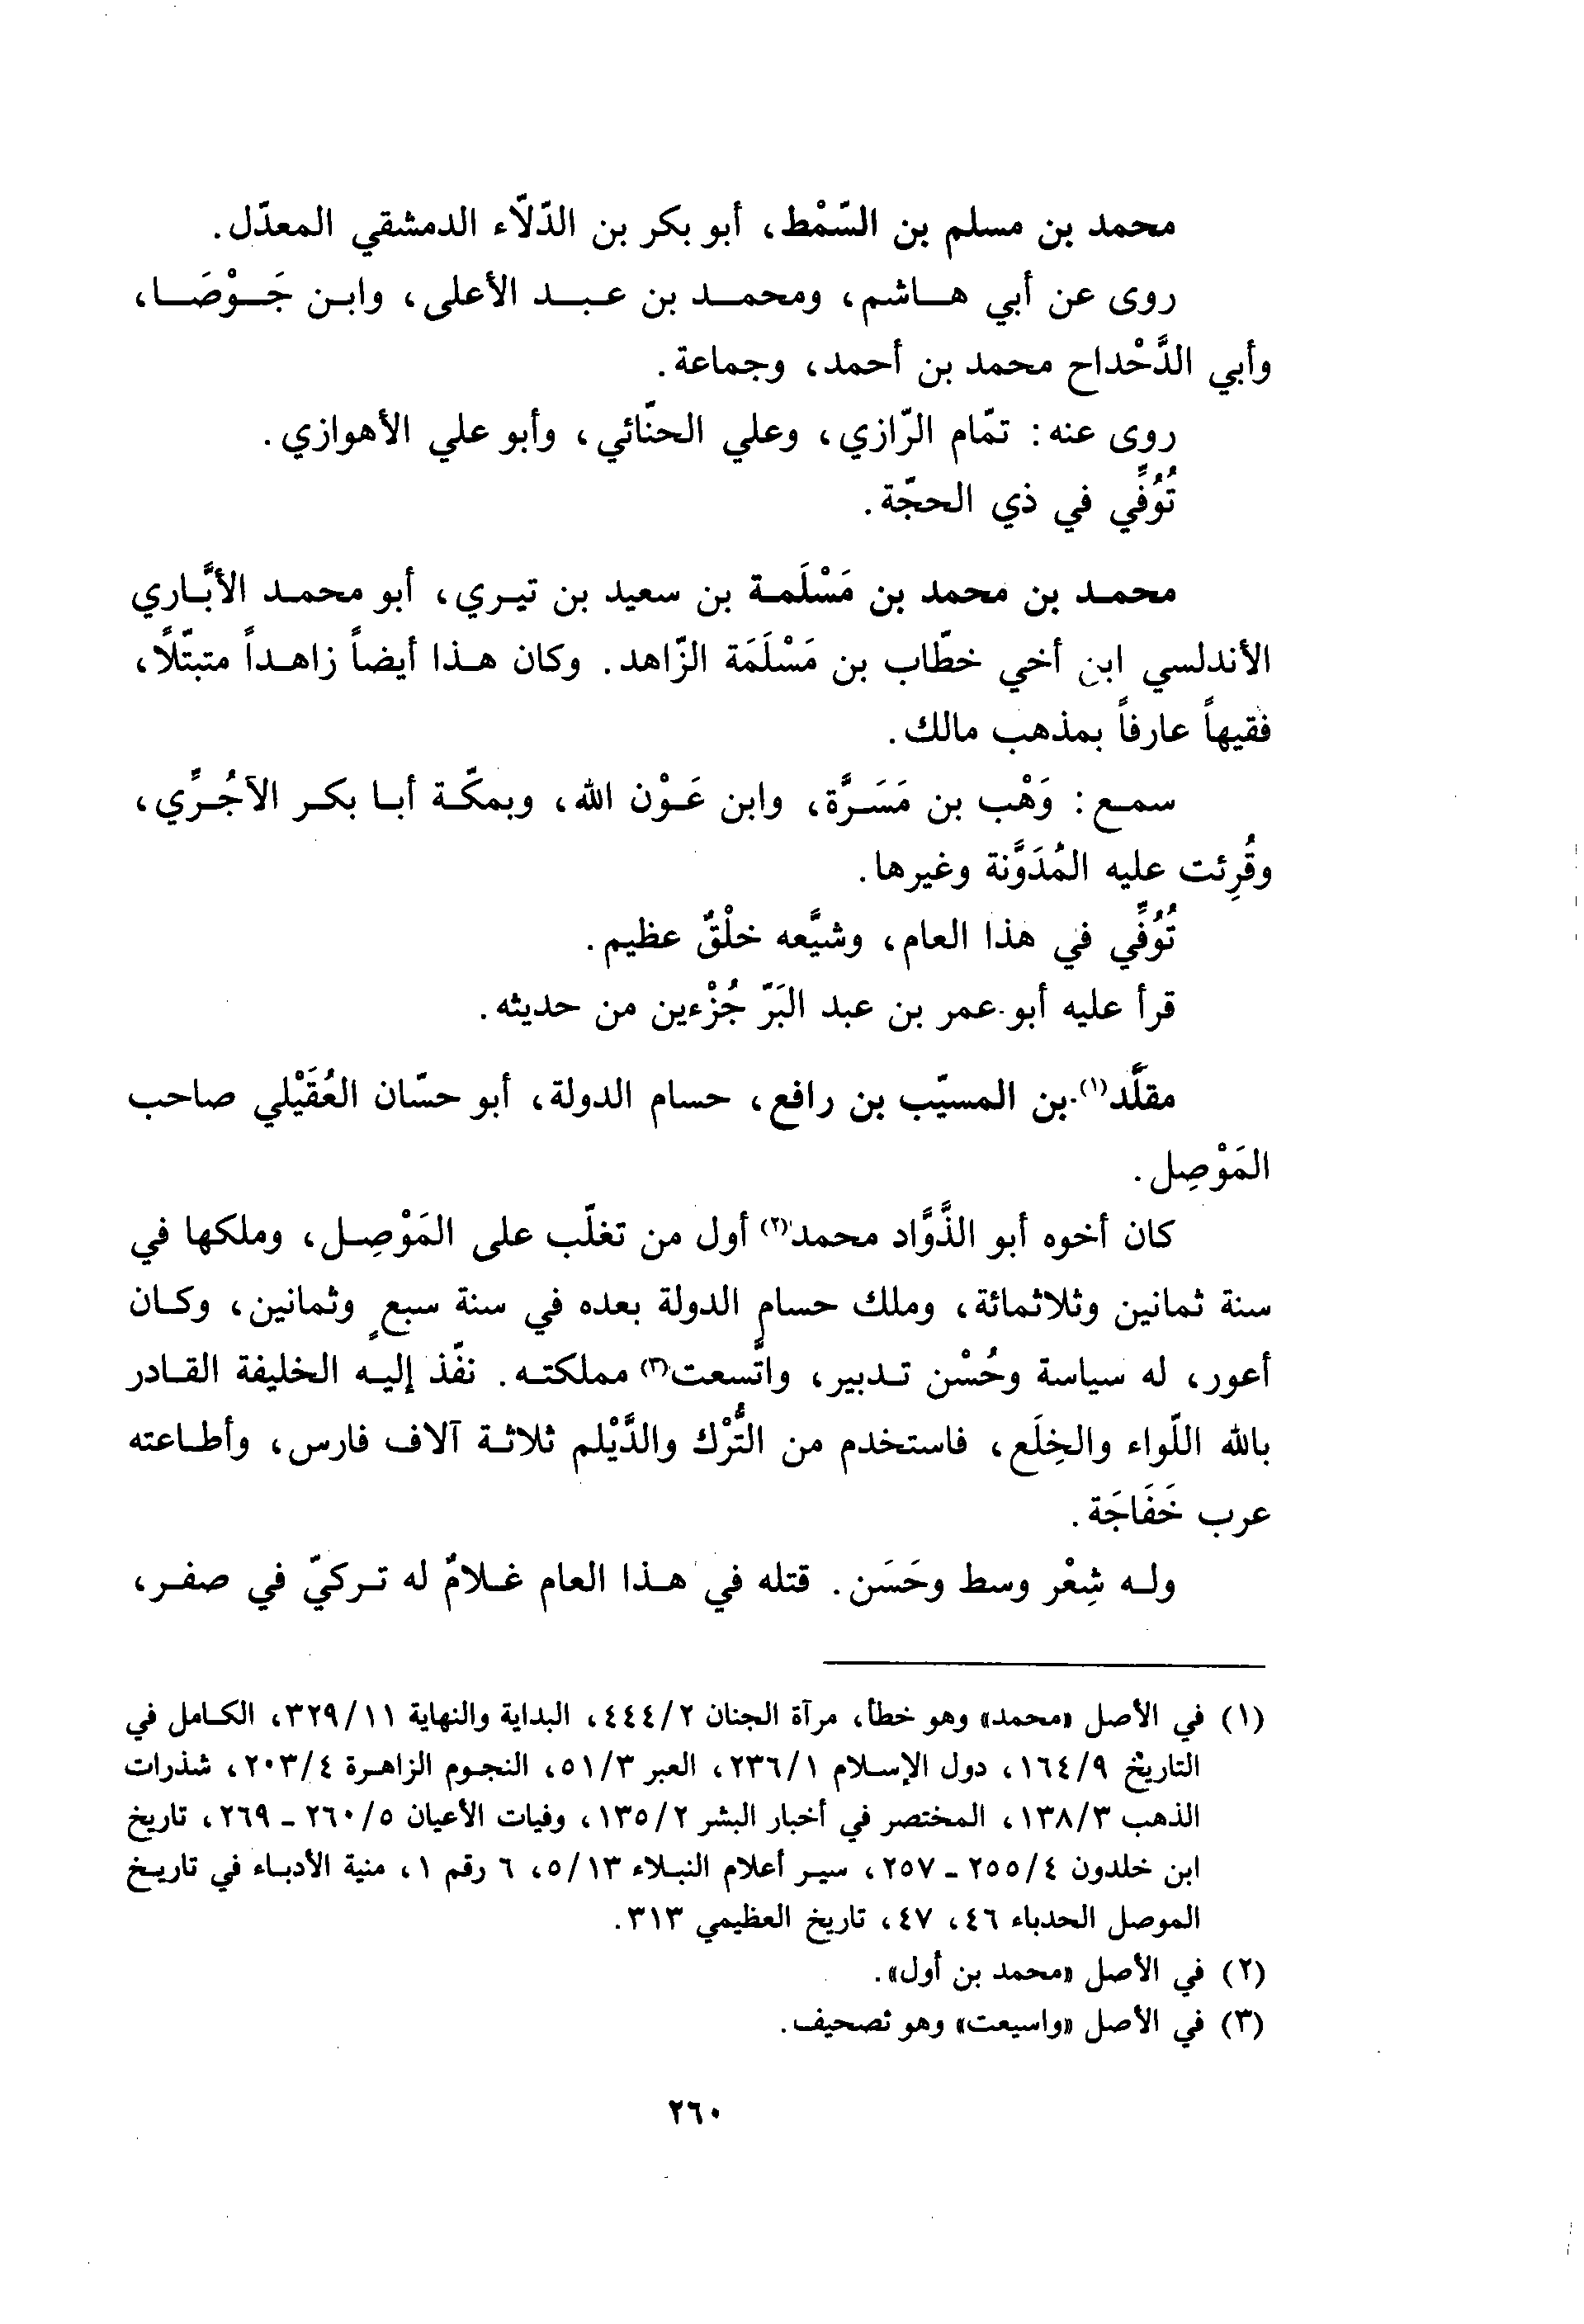 محمد بن مسلم بن السّمْط، أبو بكر بن الدّلاّء الدمشقي المعدّل.
روى عن أبي هاشم، ومحمد بن عبد الأعلى، وابن جَوْصَا،
وأبي الدَّحْداح محمد بن أحمد، وجماعة.
روى عنه: تمّام الرّازي، وعلي الحنّائي، وأبو علي الأهوازي.
تُوُفّي في ذي الحجّة.
محمد بن محمد بن مَسْلَمة بن سعيد بن تيري، أبو محمد الأبَّاري
الأندلسي ابن أخي خطّاب بن مَسْلَمَة الزّاهد. وكان هذا أيضاً زاهداً متبتّلاً،
فقيهاً عارفاً بمذهب مالك.
سمع: وَهْب بن مَسَرَّة، وابن عَوْن الله، وبمكّة أبا بكر الآجُرِّي،
وقُرِئت عليه المُدَوَّنة وغيرها.
تُوُفِّي في هذا العام، وشيَّعه خلْقٌ عظيم.
قرأ عليه أبو عمر بن عبد البَرّ جُزْءين من حديثه.
مقلَّد(١) بن المسيّب بن رافع، حسام الدولة، أبو حسّان العُقَيْلي صاحب
المَوْصِل.
كان أخوه أبو الذَّوَّاد محمد(٢) أول من تغلّب على المَوْصِل، وملكها في
سنة ثمانين وثلاثمائة، وملك حسام الدولة بعده في سنة سبعٍ وثمانين، وكان
أعور، له سياسة وحُسْن تدبير، واتَّسعت(٣) مملكته. نفّذ إليه الخليفة القادر
بالله اللّواء والخِلَع، فاستخدم من التُّرْك والدَّيْلم ثلاثة آلاف فارس، وأطاعته
عرب خَفَاجَة.
وله شِعْر وسط وحَسَن. قتله في هذا العام غلامٌ له تركيّ في صفر،
(١) في الأصل «محمد» وهو خطأ، مرآة الجنان ٤٤٤/٢، البداية والنهاية ٣٢٩/١١، الكامل في
التاريخ ١٦٤/٩، دول الإسلام ٢٣٦/١، العبر ٥١/٣، النجوم الزاهرة ٢٠٣/٤، شذرات
الذهب ١٣٨/٣، المختصر في أخبار البشر ١٣٥/٢، وفيات الأعيان ٢٦٠/٥ - ٢٦٩، تاريخ
ابن خلدون ٢٥٥/٤ - ٢٥٧، سير أعلام النبلاء ٥/١٣، ٦ رقم ١، منية الأدباء في تاريخ
الموصل الحدباء ٤٦، ٤٧، تاريخ العظيمي ٣١٣.
(٢) في الأصل «محمد بن أول».
(٣) في الأصل «واسيعت» وهو تصحيف.
٢٦٠